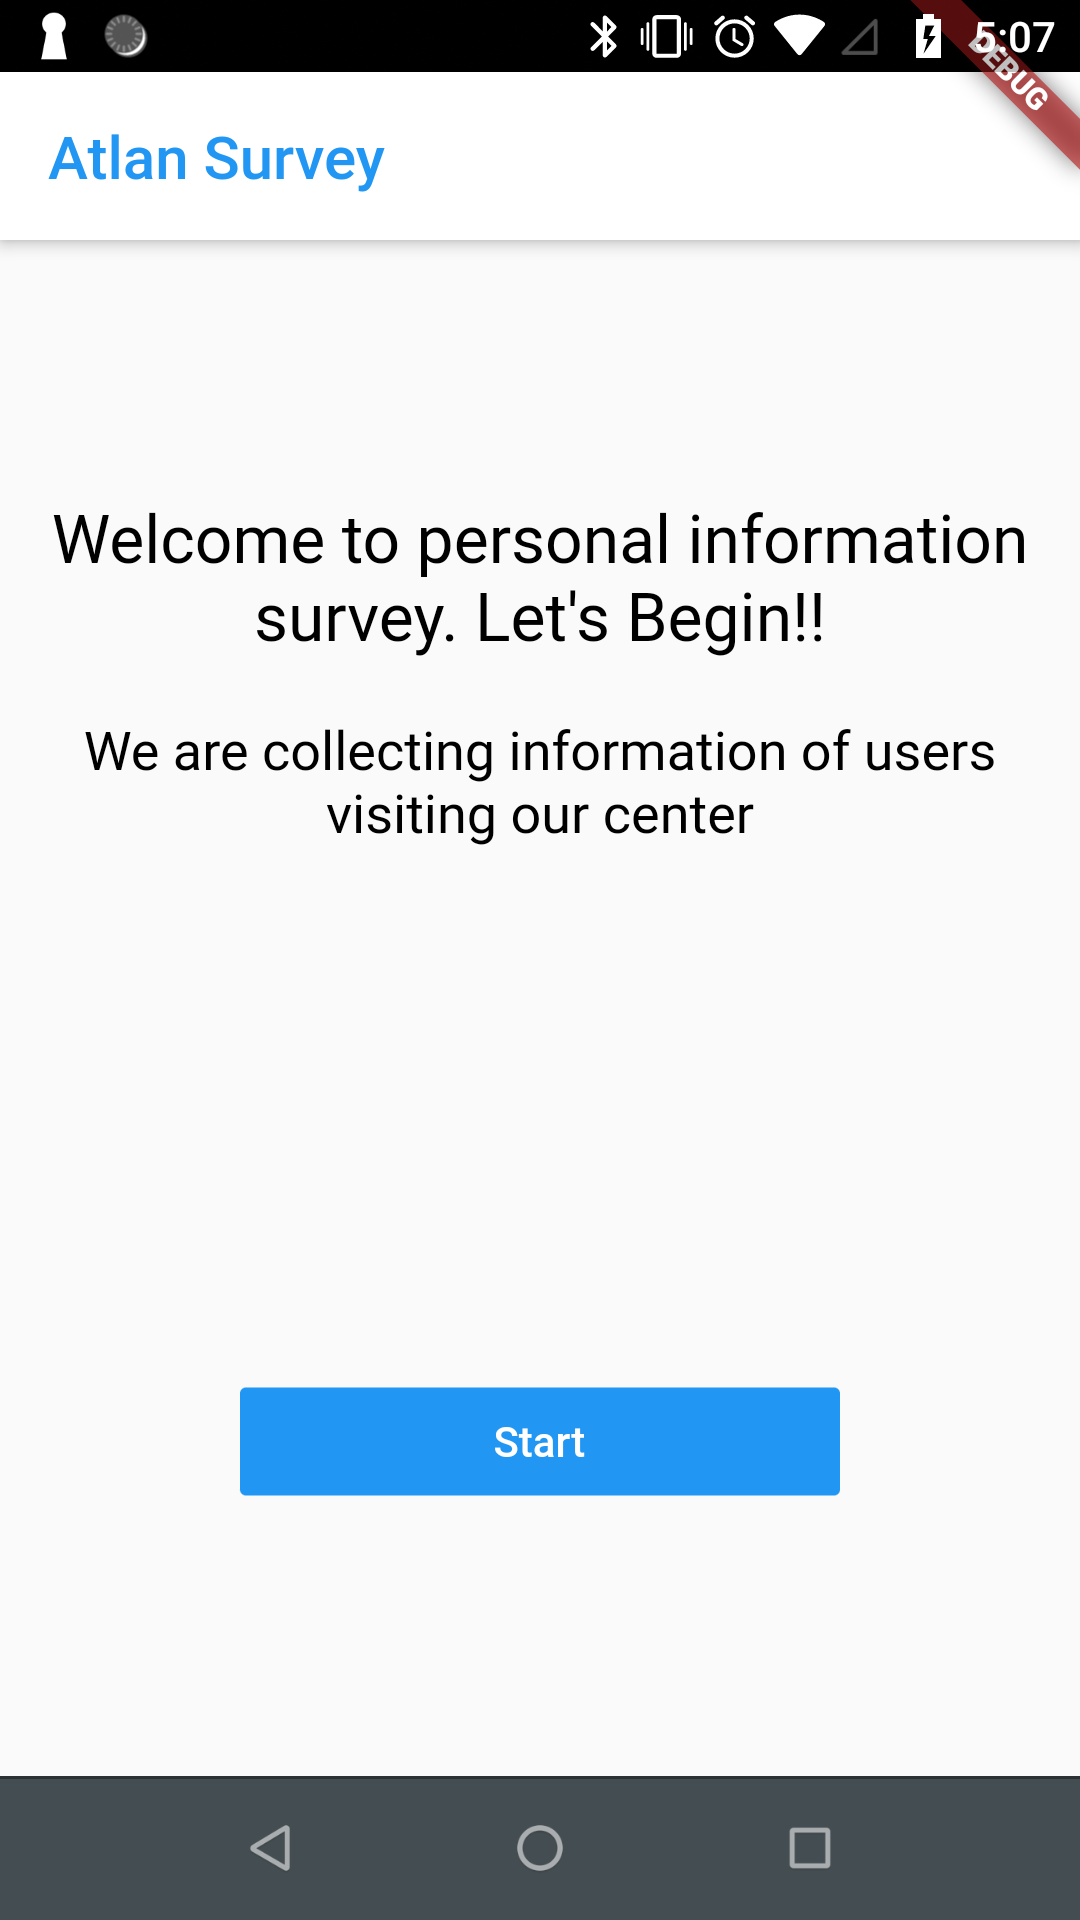 5:07
DEBUG
Atlan Survey
Welcome to personal information
survey. Let's Begin!!
We are collecting information of users
visiting our center
Start